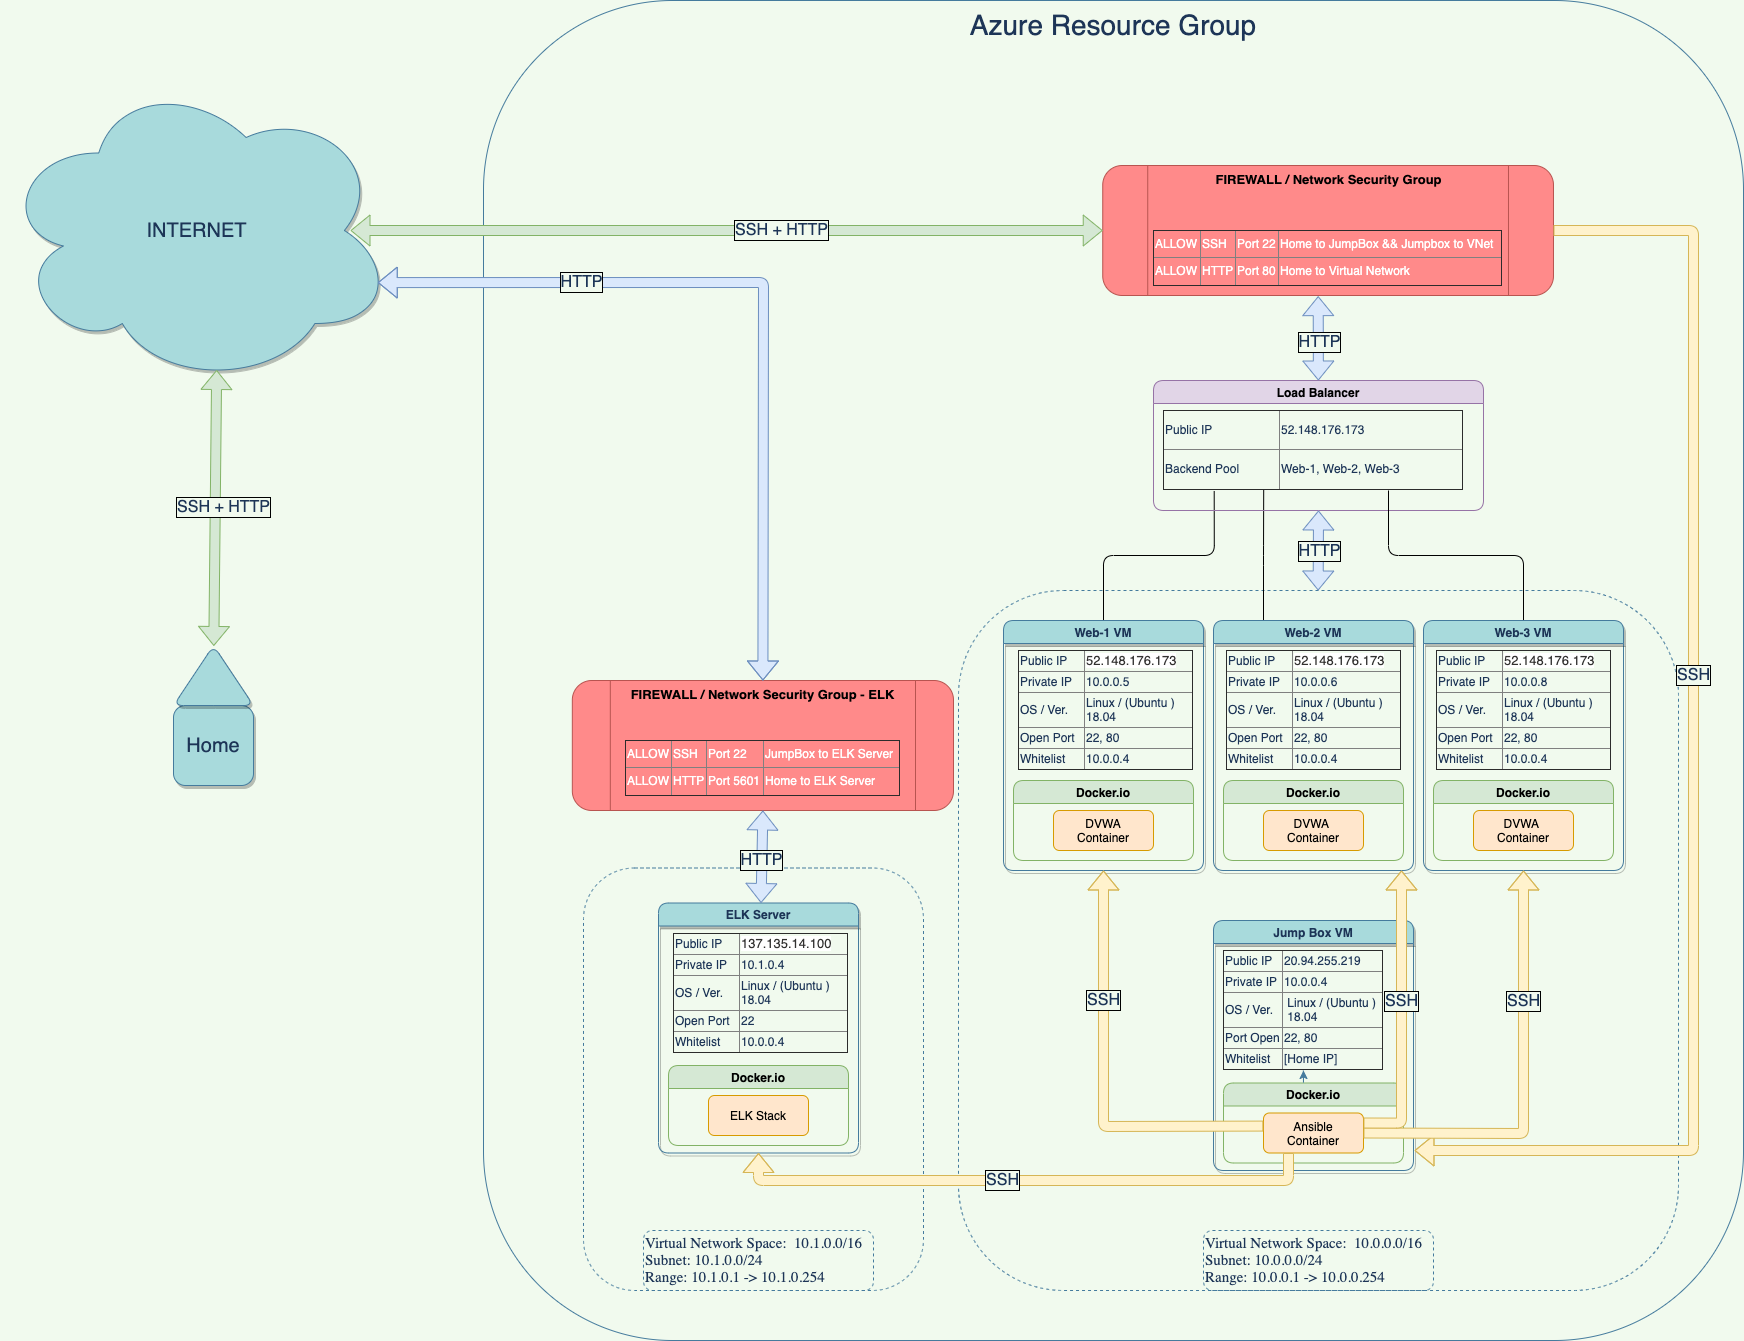 Azure Resource Group
INTERNET
SSH + HTTP
HTTP
SSH + HTTP
Home
FIREWALL / Network Security Group
ALLOW SSH Port 22 Home to JumpBox && Jumpbox to VNet
ALLOW HTTP Port 80 Home to Virtual Network
HTTP
Load Balancer
Public IP 52.148.176.173
Backend Pool Web-1, Web-2, Web-3
HTTP
SSH
Web-1 VM
Public IP 52.148.176.173
Private IP 10.0.0.5
OS / Ver. Linux / (Ubuntu )
18.04
Open Port 22, 80
Whitelist 10.0.0.4
Docker.io
DVWA
Container
Web-2 VM
Public IP 52.148.176.173
Private IP 10.0.0.6
OS / Ver. Linux / (Ubuntu )
18.04
Open Port 22, 80
Whitelist 10.0.0.4
Docker.io
DVWA
Container
Web-3 VM
Public IP 52.148.176.173
Private IP 10.0.0.8
OS / Ver. Linux / (Ubuntu )
18.04
Open Port 22, 80
Whitelist 10.0.0.4
Docker.io
DVWA
Container
FIREWALL / Network Security Group - ELK
ALLOW SSH Port 22 JumpBox to ELK Server
ALLOW HTTP Port 5601 Home to ELK Server
HTTP
ELK Server
Public IP 137.135.14.100
Private IP 10.1.0.4
OS / Ver. Linux / (Ubuntu )
18.04
Open Port 22
Whitelist 10.0.0.4
Docker.io
ELK Stack
SSH
SSH
SSH
Jump Box VM
Public IP 20.94.255.219
Private IP 10.0.0.4
OS / Ver. Linux / (Ubuntu )
18.04
Port Open 22, 80
Whitelist [Home IP]
Docker.io
Ansible
Container
SSH
Virtual Network Space: 10.1.0.0/16
Subnet: 10.1.0.0/24
Range: 10.1.0.1 -> 10.1.0.254
Virtual Network Space: 10.0.0.0/16
Subnet: 10.0.0.0/24
Range: 10.0.0.1 -> 10.0.0.254